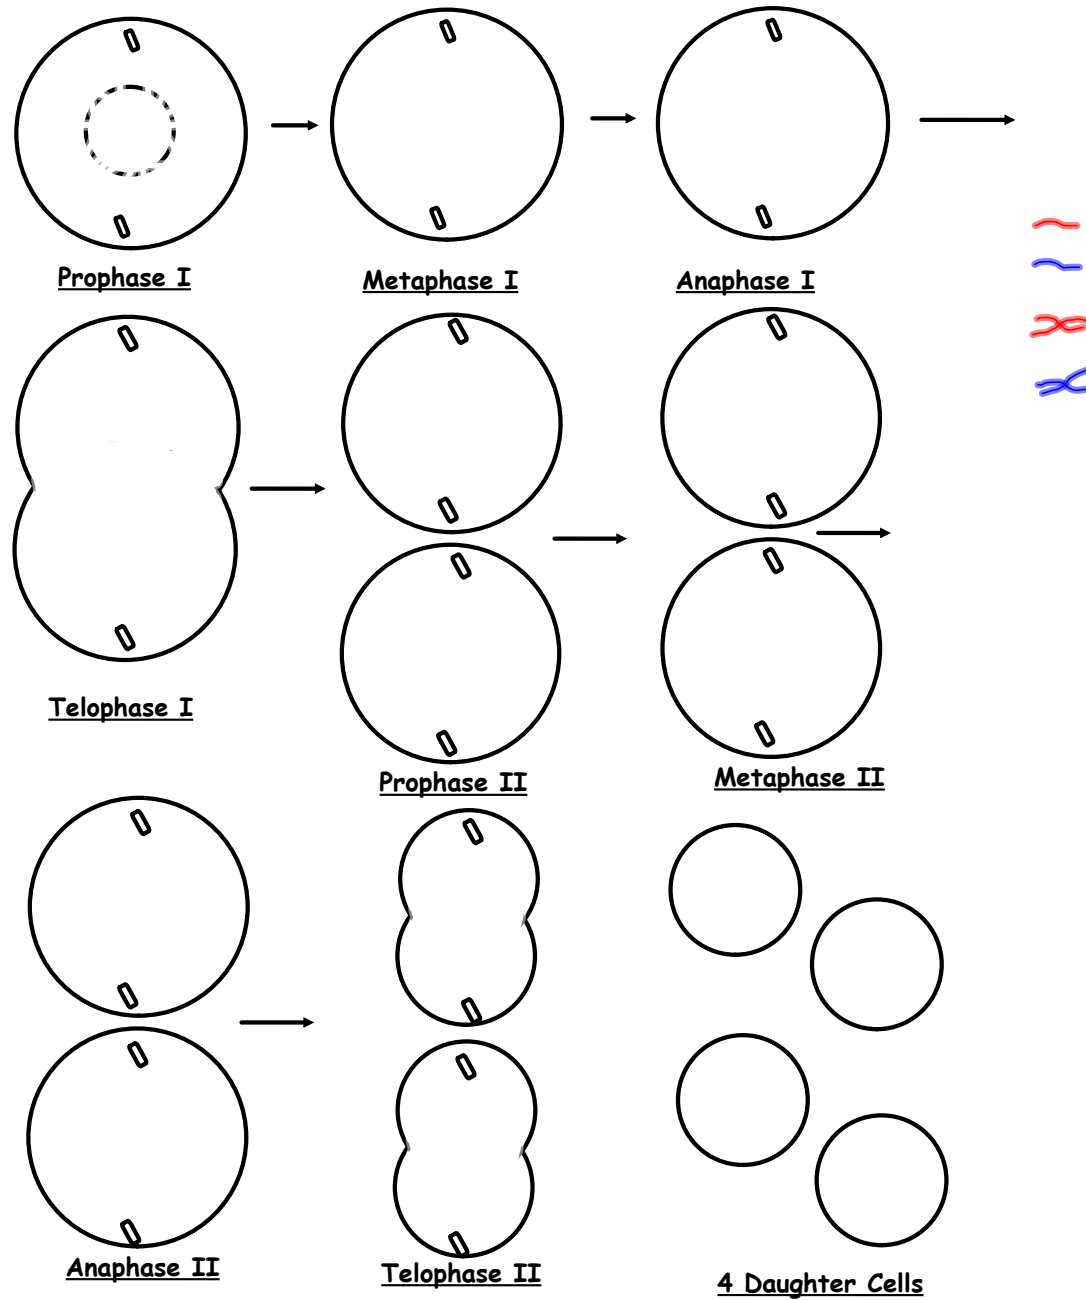 Prophase I
Metaphase I
Anaphase I
Telophase I
Prophase II
Metaphase II
Anaphase II
Telophase II
4 Daughter Cells